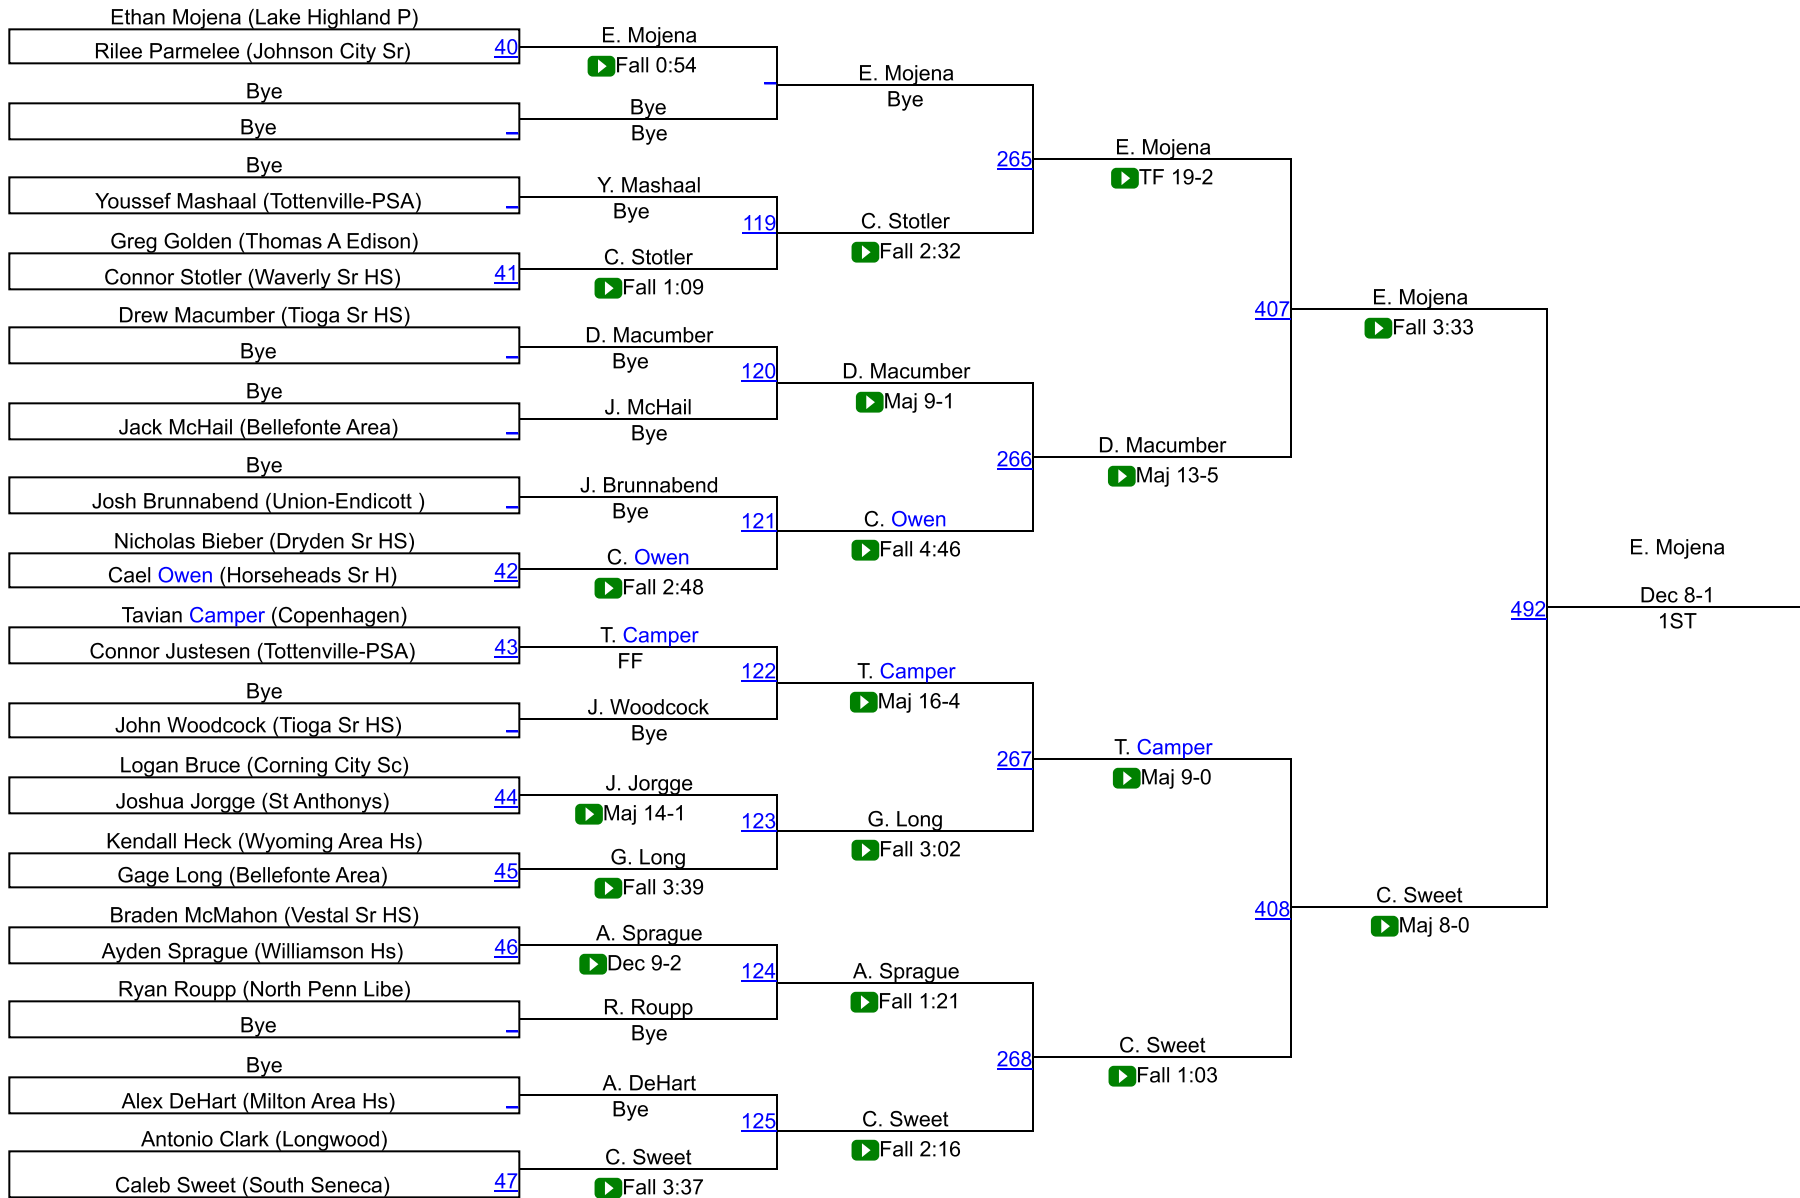 Ethan Mojena (Lake Highland P)
Rilee Parmelee (Johnson City Sr)
40
Bye
Bye
Bye
Youssef Mashaal (Tottenville-PSA)
Greg Golden (Thomas A Edison)
Connor Stotler (Waverly Sr HS)
41
Drew Macumber (Tioga Sr HS)
Bye
Bye
Jack McHail (Bellefonte Area)
Bye
Josh Brunnabend (Union-Endicott )
Nicholas Bieber (Dryden Sr HS)
Cael Owen (Horseheads Sr H)
42
Tavian Camper (Copenhagen)
Connor Justesen (Tottenville-PSA)
43
Bye
John Woodcock (Tioga Sr HS)
Logan Bruce (Corning City Sc)
Joshua Jorgge (St Anthonys)
44
Kendall Heck (Wyoming Area Hs)
Gage Long (Bellefonte Area)
45
Braden McMahon (Vestal Sr HS)
Ayden Sprague (Williamson Hs)
46
Ryan Roupp (North Penn Libe)
Bye
Bye
Alex DeHart (Milton Area Hs)
Antonio Clark (Longwood)
Caleb Sweet (South Seneca)
47
E. Mojena
Fall 0:54
Bye
Bye
Y. Mashaal
Bye
119
C. Stotler
Fall 1:09
D. Macumber
Bye
120
J. McHail
Bye
J. Brunnabend
Bye
121
C. Owen
Fall 2:48
T. Camper
FF
122
J. Woodcock
Bye
J. Jorgge
Maj 14-1
123
G. Long
Fall 3:39
A. Sprague
Dec 9-2
124
R. Roupp
Bye
A. DeHart
Bye
125
C. Sweet
Fall 3:37
E. Mojena
Bye
265
C. Stotler
Fall 2:32
D. Macumber
Maj 9-1
266
C. Owen
Fall 4:46
T. Camper
Maj 16-4
267
G. Long
Fall 3:02
A. Sprague
Fall 1:21
268
C. Sweet
Fall 2:16
E. Mojena
TF 19-2
407
D. Macumber
Maj 13-5
T. Camper
Maj 9-0
408
C. Sweet
Fall 1:03
E. Mojena
Fall 3:33
492
C. Sweet
Maj 8-0
E. Mojena
Dec 8-1
1ST